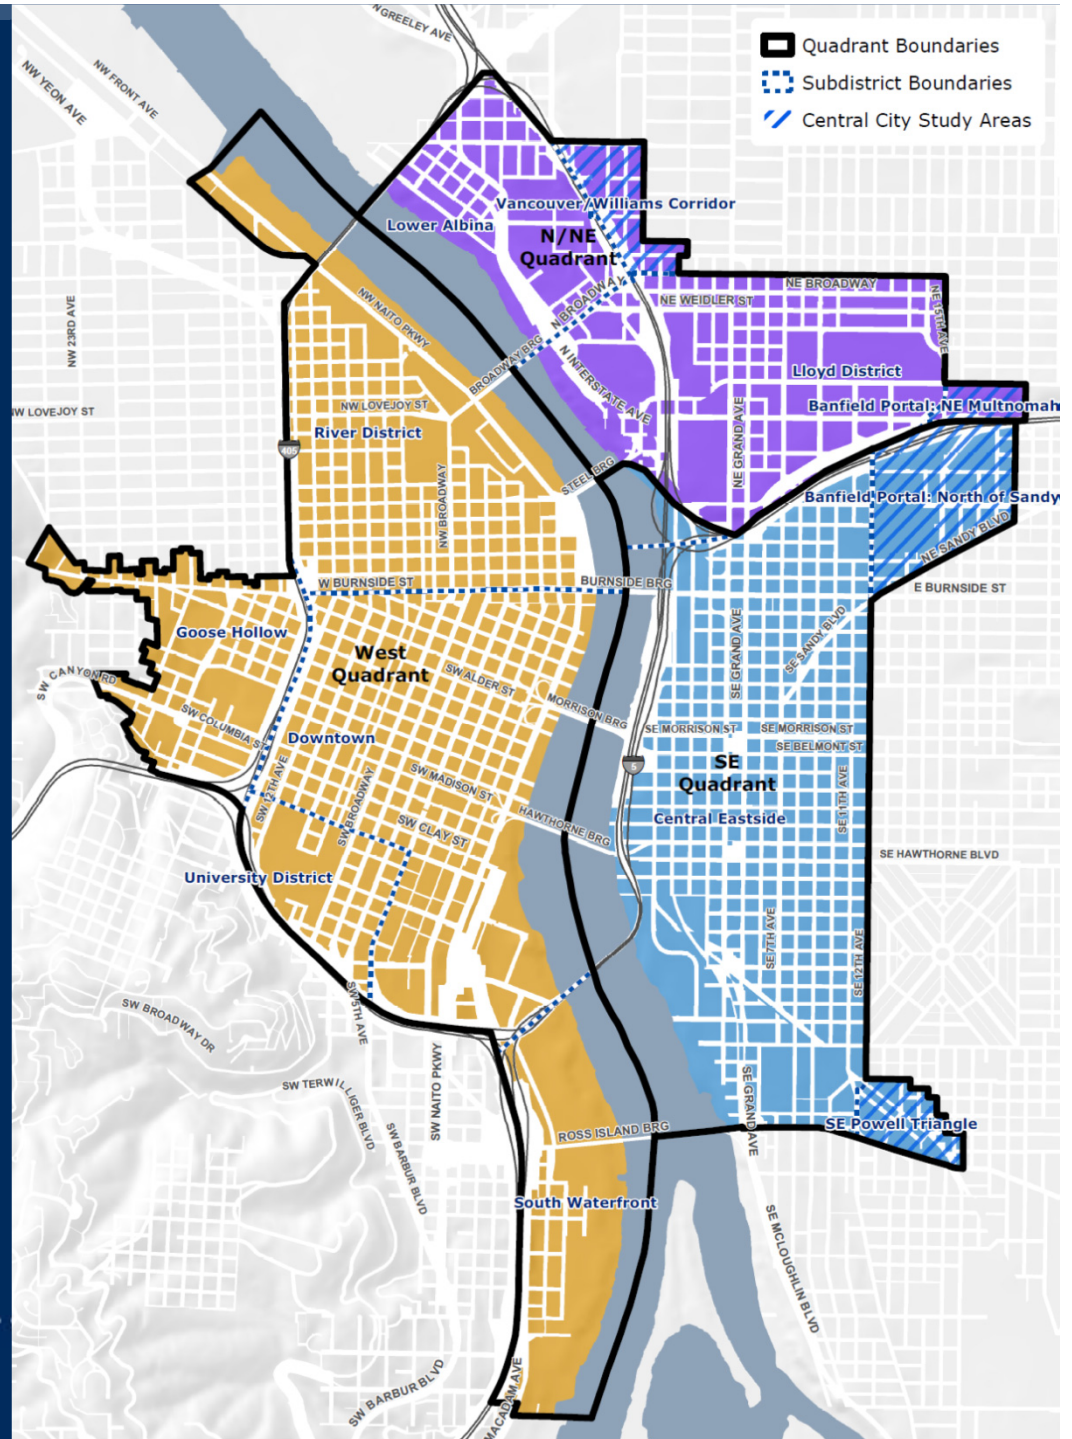 N GREELEY AVE
Quadrant Boundaries
Subdistrict Boundaries
Central City Study Areas
NW FRONT AVE
NW YEON AVE
Vancouver/Williams Corridor
Lower Albina
N/NE
Quadrant
NE BROADWAY
NE WEIDLER ST
N BROADWAY
NE 15TH AVE
NW NAITO PKWY
NW 23RD AVE
BROADWAY BRG
N INTERSTATE AVE
Lloyd District
NW LOVEJOY ST
NW LOVEJOY ST
Banfield Portal: NE Multnomah
River District
NE GRAND AVE
405
STEEL BRG
NW BROADWAY
Banfield Portal: North of Sandy
NE SANDY BLVD
W BURNSIDE ST
BURNSIDE BRG
E BURNSIDE ST
Goose Hollow
West
Quadrant
SE GRAND AVE
SE SANDY BLVD
SW CANYON RD
SW ALDER ST
SW COLUMBIA ST
MORRISON BRG
SE MORRISON ST
SE MORRISON ST
Downtown
SE BELMONT ST
5
SE
Quadrant
SW MADISON ST
SW 12TH AVE
SW BROADWAY
SE 11TH AVE
HAWTHORNE BRG
Central Eastside
SW CLAY ST
SE HAWTHORNE BLVD
University District
SE 7TH AVE
SE 12TH AVE
SW 5TH AVE
SW BROADWAY DR
SW TERWILLIGER BLVD
SW NAITO PKWY
SE GRAND AVE
ROSS ISLAND BRG
SE Powell Triangle
SW BARBUR BLVD
South Waterfront
SE MCLOUGHLIN BLVD
SW BARBUR BLVD
MACADAM AVE